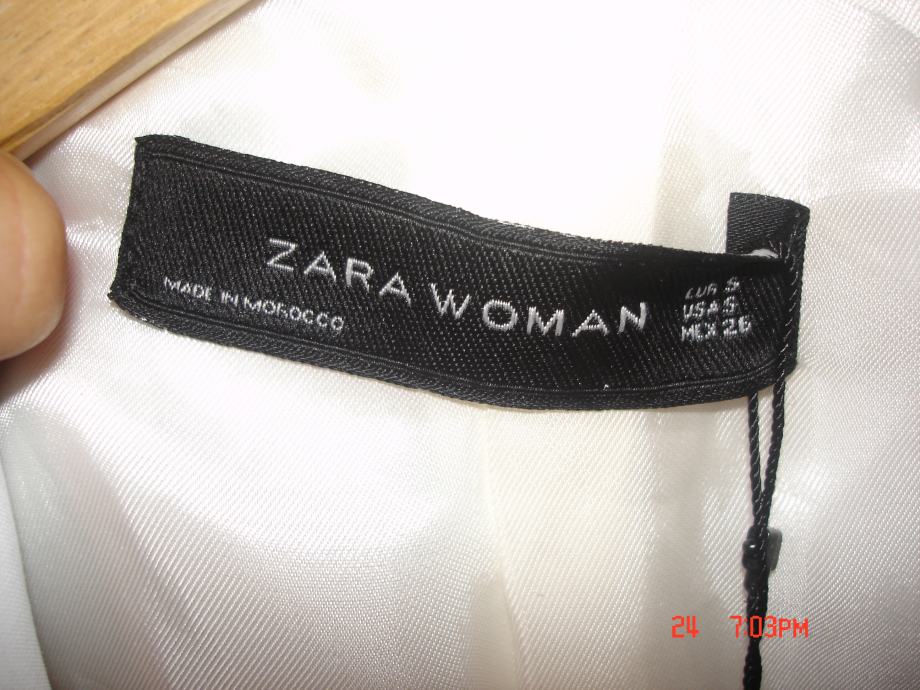 ZARA WOMAN
MADE IN MOROCCO
EUR S
USA S
MEX 26
24 7:03PM